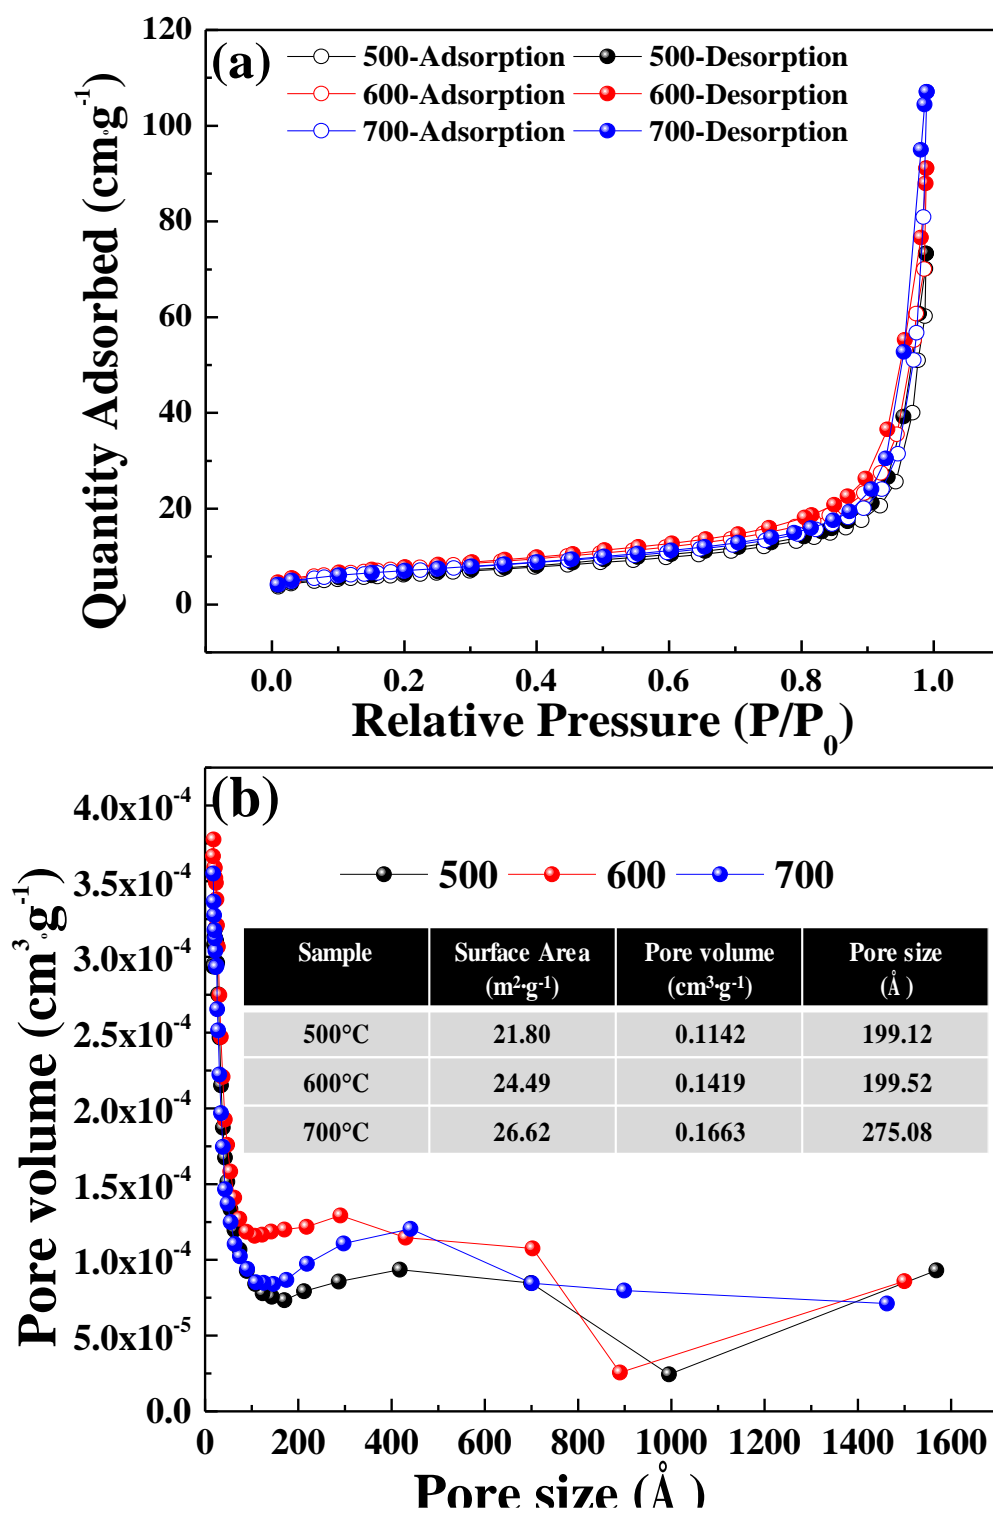 120
(a)
500-Adsorption 500-Desorption
600-Adsorption 600-Desorption
700-Adsorption 700-Desorption
100
80
60
40
20
0
Quantity Adsorbed (cm·g⁻¹)
0.0 0.2 0.4 0.6 0.8 1.0
Relative Pressure (P/P₀)
(b)
4.0x10⁻⁴
3.5x10⁻⁴
3.0x10⁻⁴
2.5x10⁻⁴
2.0x10⁻⁴
1.5x10⁻⁴
1.0x10⁻⁴
5.0x10⁻⁵
0.0
Pore volume (cm³·g⁻¹)
500 600 700
Sample Surface Area (m²·g⁻¹) Pore volume (cm³·g⁻¹) Pore size (Å )
500°C 21.80 0.1142 199.12
600°C 24.49 0.1419 199.52
700°C 26.62 0.1663 275.08
0 200 400 600 800 1000 1200 1400 1600
Pore size (Å )